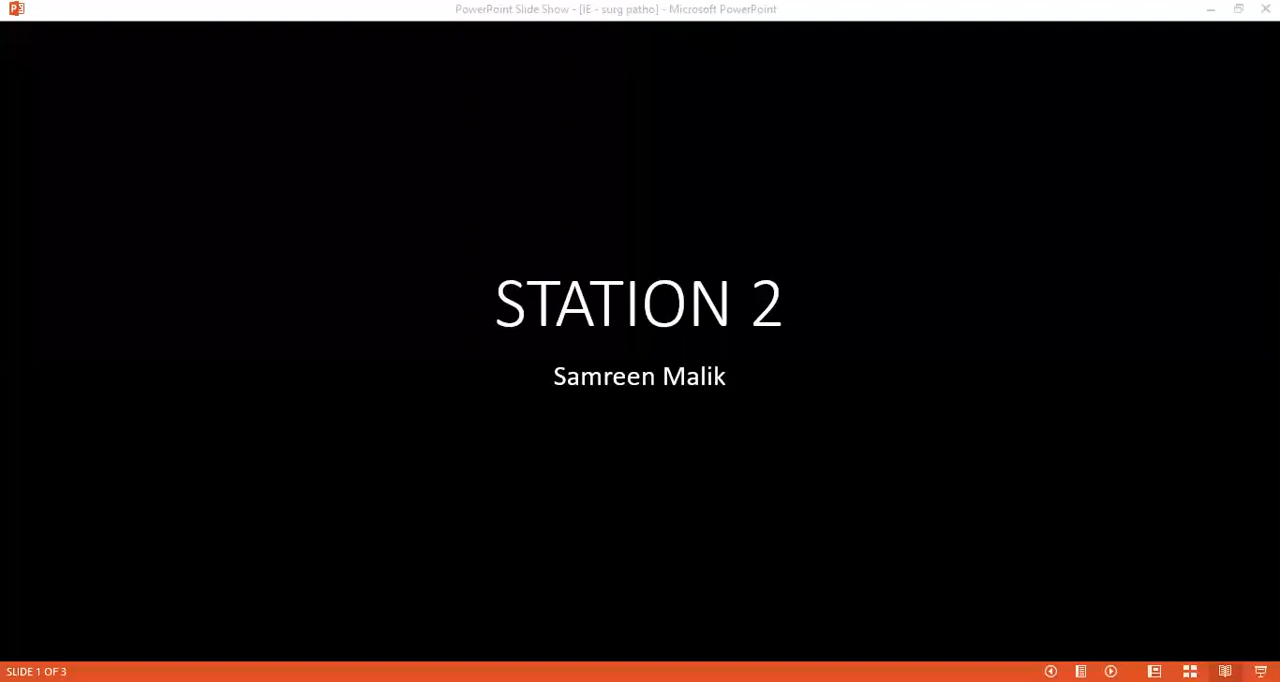 PowerPoint Slide Show - [IE - surg patho] - Microsoft PowerPoint
STATION 2
Samreen Malik
SLIDE 1 OF 3